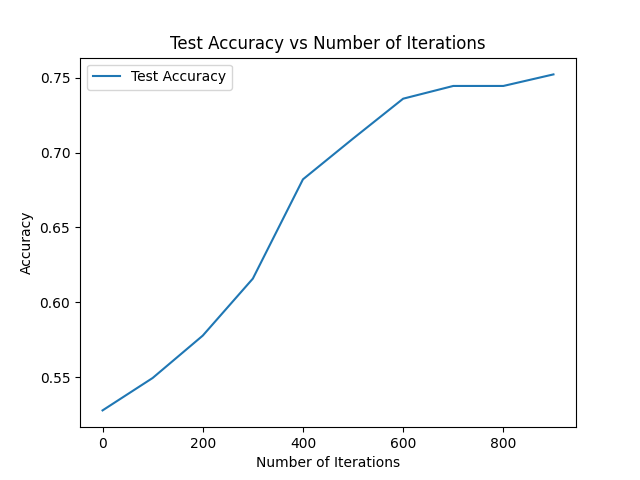 Test Accuracy vs Number of Iterations
Test Accuracy
0.75
0.70
0.65
0.60
0.55
Accuracy
0 200 400 600 800
Number of Iterations